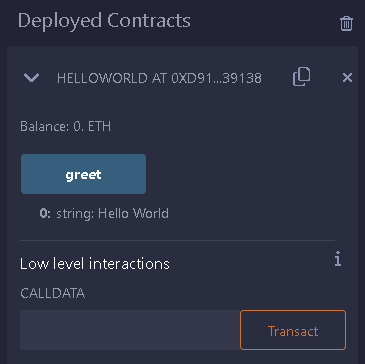 Deployed Contracts
HELLOWORLD AT 0XD91...39138
Balance: 0. ETH
greet
0: string: Hello World
Low level interactions
i
CALLDATA
Transact